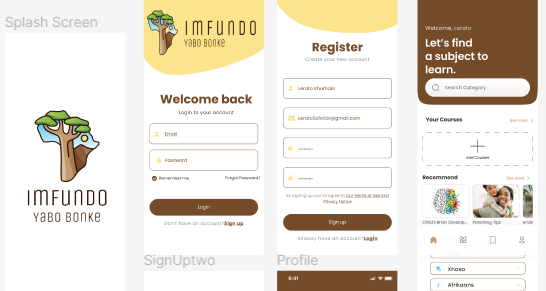 Splash Screen
IMFUNDO
YABO BONKE
IMFUNDO
YABO BONKE
Welcome back
Login to your account
Email
Password
Remember me
Forgot Password?
Login
Don't have an account? Sign up
SignUptwo
Register
Create your new account
Lerato Khumalo
LeratoScholar@gmail.com
By signing up you've agree to our Terms of Use And
Privacy Notice
Sign up
Already have an account? Login
Profile
9:41
Welcome, Lerato
Let's find
a subject to
learn.
Search Category
Your Courses
See more >
Add Courses
Recommend
See more >
Child's Brain Develop...
Parenting Tips
Xhosa
Afrikaans